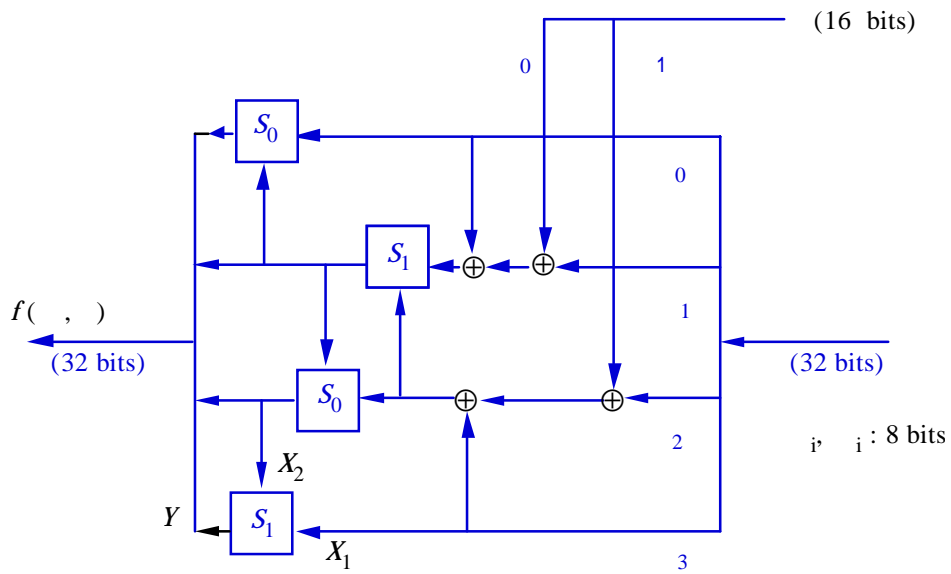 (16 bits)
0 1
S0
0
S1
f( , )
1
(32 bits) (32 bits)
S0
2
i, i : 8 bits
X2
Y
S1
X1
3